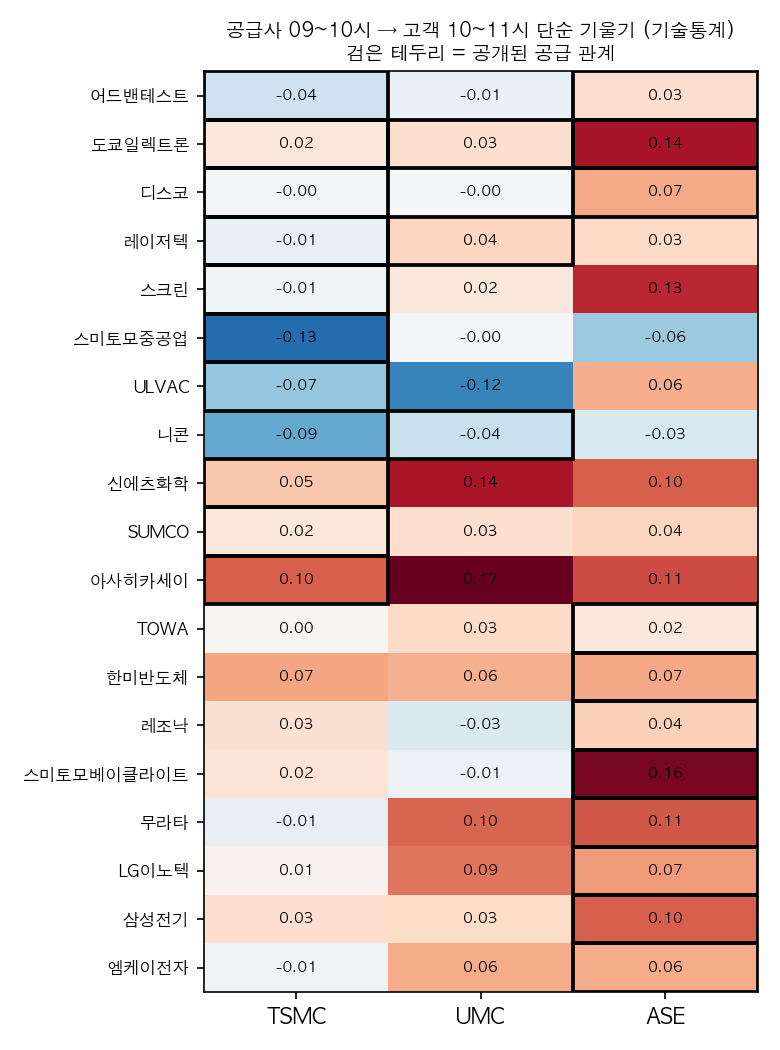 공급사 09~10시 → 고객 10~11시 단순 기울기 (기술통계)
검은 테두리 = 공개된 공급 관계
어드밴테스트 -0.04 -0.01 0.03
도쿄일렉트론 0.02 0.03 0.14
디스코 -0.00 -0.00 0.07
레이저텍 -0.01 0.04 0.03
스크린 -0.01 0.02 0.13
스미토모중공업 -0.13 -0.00 -0.06
ULVAC -0.07 -0.12 0.06
니콘 -0.09 -0.04 -0.03
신에츠화학 0.05 0.14 0.10
SUMCO 0.02 0.03 0.04
아사히카세이 0.10 0.17 0.11
TOWA 0.00 0.03 0.02
한미반도체 0.07 0.06 0.07
레조낙 0.03 -0.03 0.04
스미토모베이클라이트 0.02 -0.01 0.16
무라타 -0.01 0.10 0.11
LG이노텍 0.01 0.09 0.07
삼성전기 0.03 0.03 0.10
엠케이전자 -0.01 0.06 0.06
TSMC UMC ASE